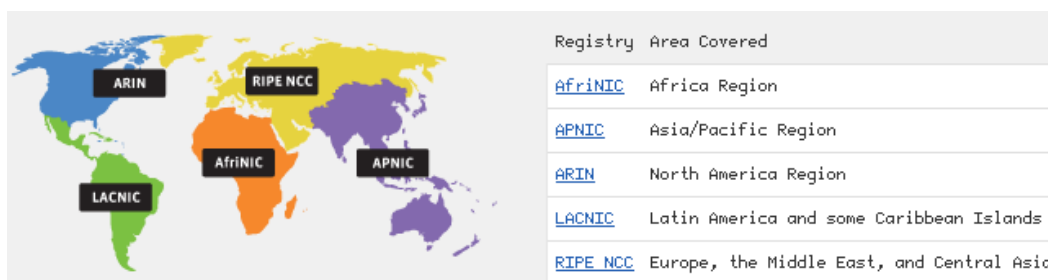 ARIN
RIPE NCC
AfriNIC
APNIC
LACNIC
Registry Area Covered
AfriNIC Africa Region
APNIC Asia/Pacific Region
ARIN North America Region
LACNIC Latin America and some Caribbean Islands
RIPE NCC Europe, the Middle East, and Central Asia